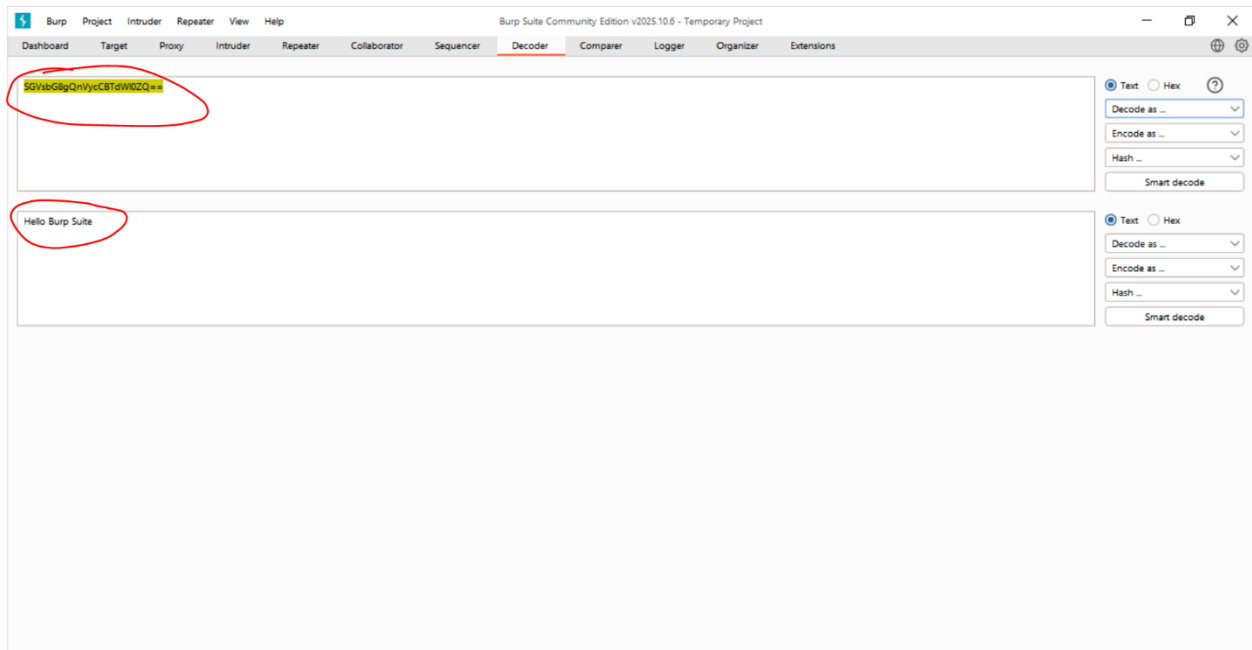 Burp Project Intruder Repeater View Help Burp Suite Community Edition v2025.10.6 - Temporary Project
Dashboard Target Proxy Intruder Repeater Collaborator Sequencer Decoder Comparer Logger Organizer Extensions
SGVsbG8gQnVycCBTdWl0ZQ==
Text Hex
Decode as ...
Encode as ...
Hash ...
Smart decode
Hello Burp Suite
Text Hex
Decode as ...
Encode as ...
Hash ...
Smart decode